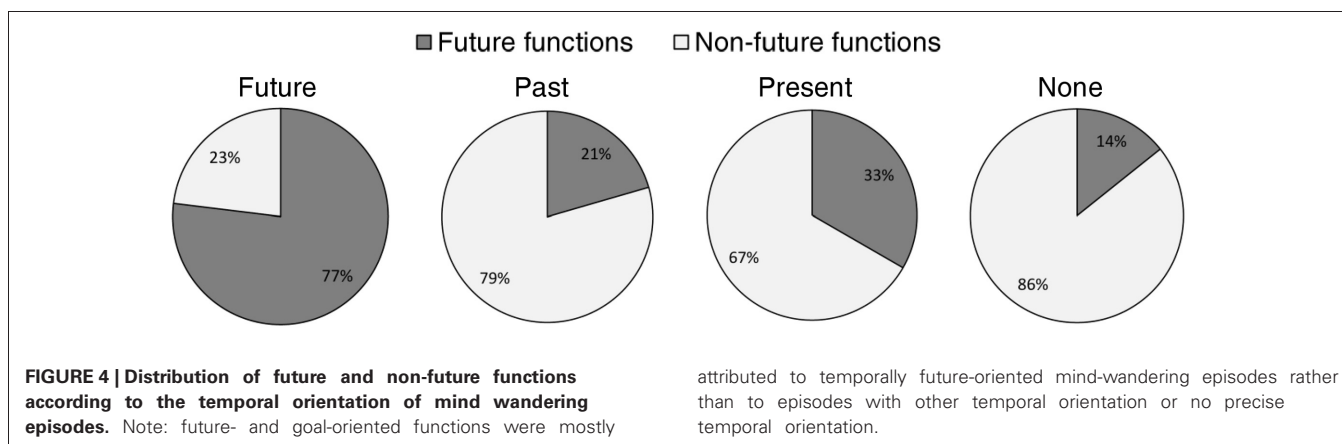 Future functions Non-future functions
Future Past Present None
23% 77%
21% 79%
33% 67%
14% 86%
FIGURE 4 | Distribution of future and non-future functions
according to the temporal orientation of mind wandering
episodes. Note: future- and goal-oriented functions were mostly
attributed to temporally future-oriented mind-wandering episodes rather
than to episodes with other temporal orientation or no precise
temporal orientation.